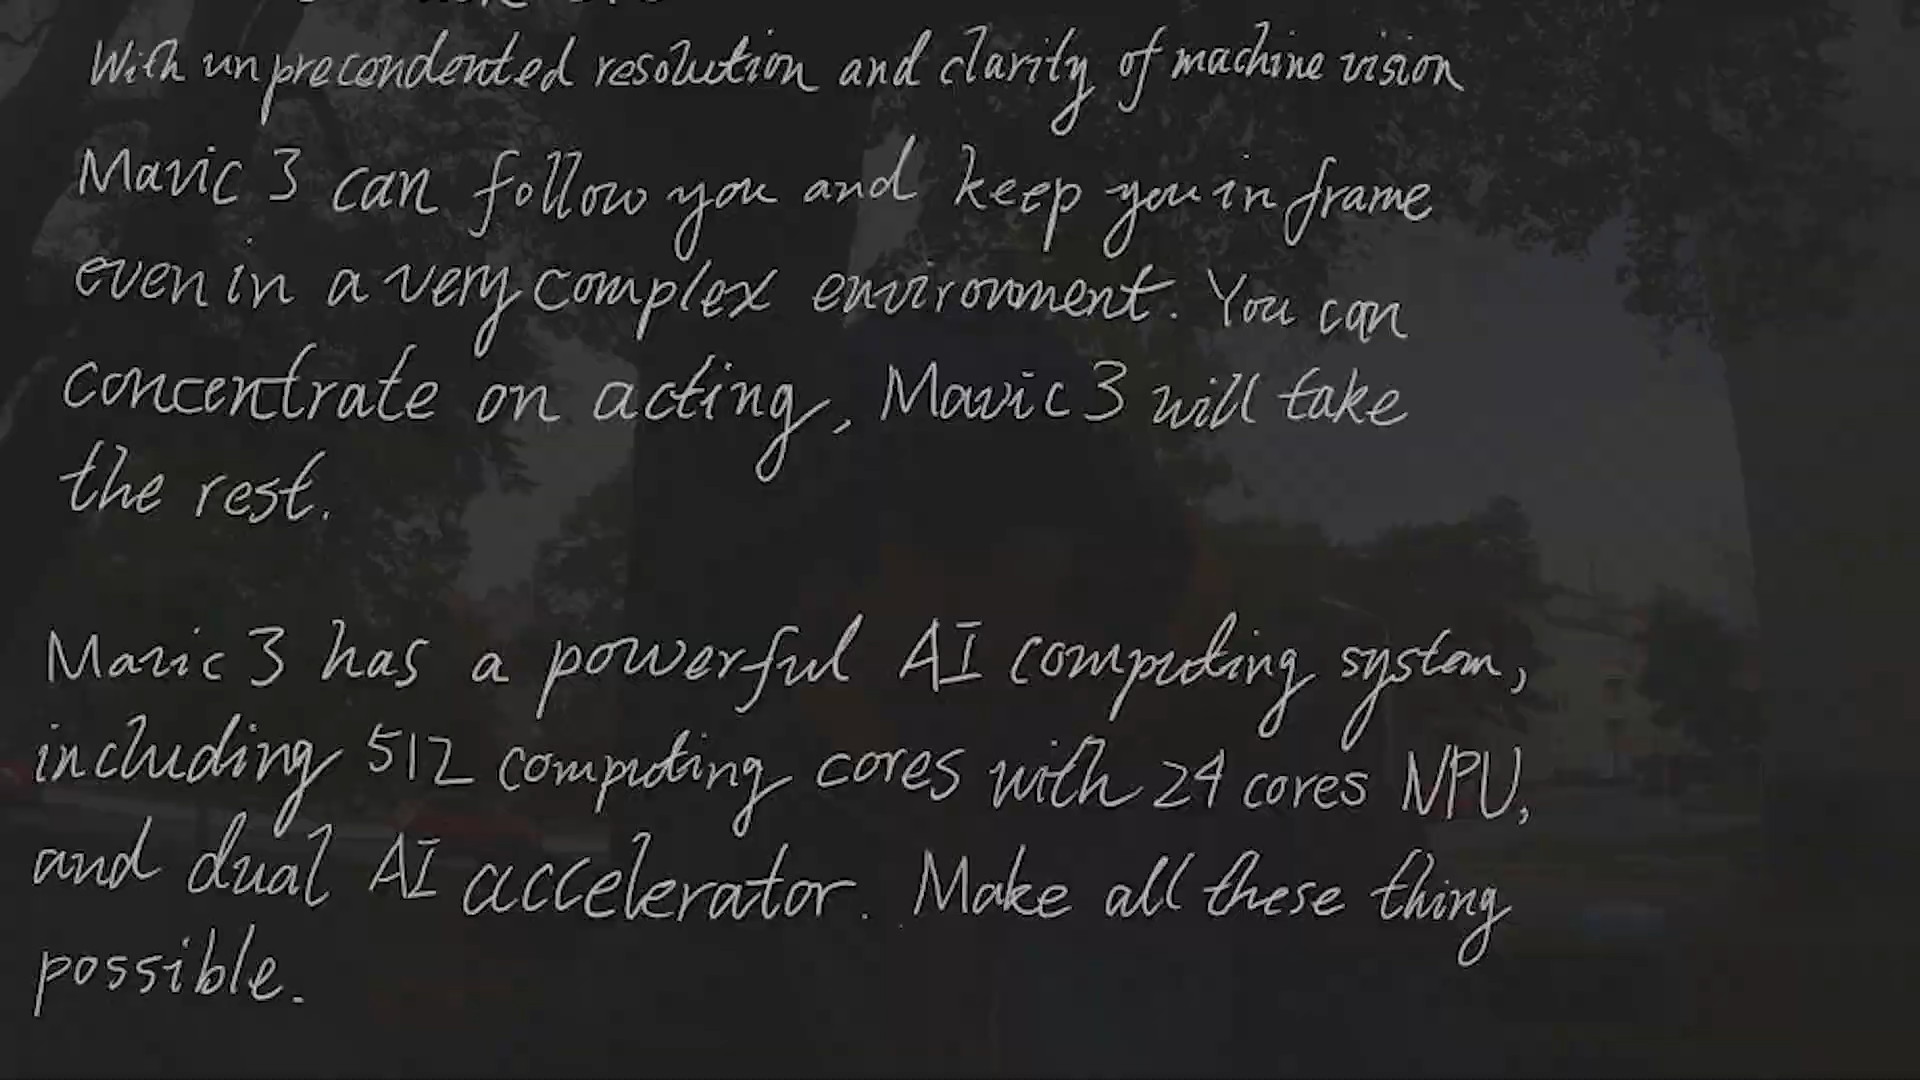 With unprecendented resolution and clarity of machine vision
Mavic 3 can follow you and keep you in frame
even in a very complex environment. You can
concentrate on acting, Mavic 3 will take
the rest.
Mavic 3 has a powerful AI computing system,
including 512 computing cores with 24 cores NPU,
and dual AI accelerator. Make all these thing
possible.